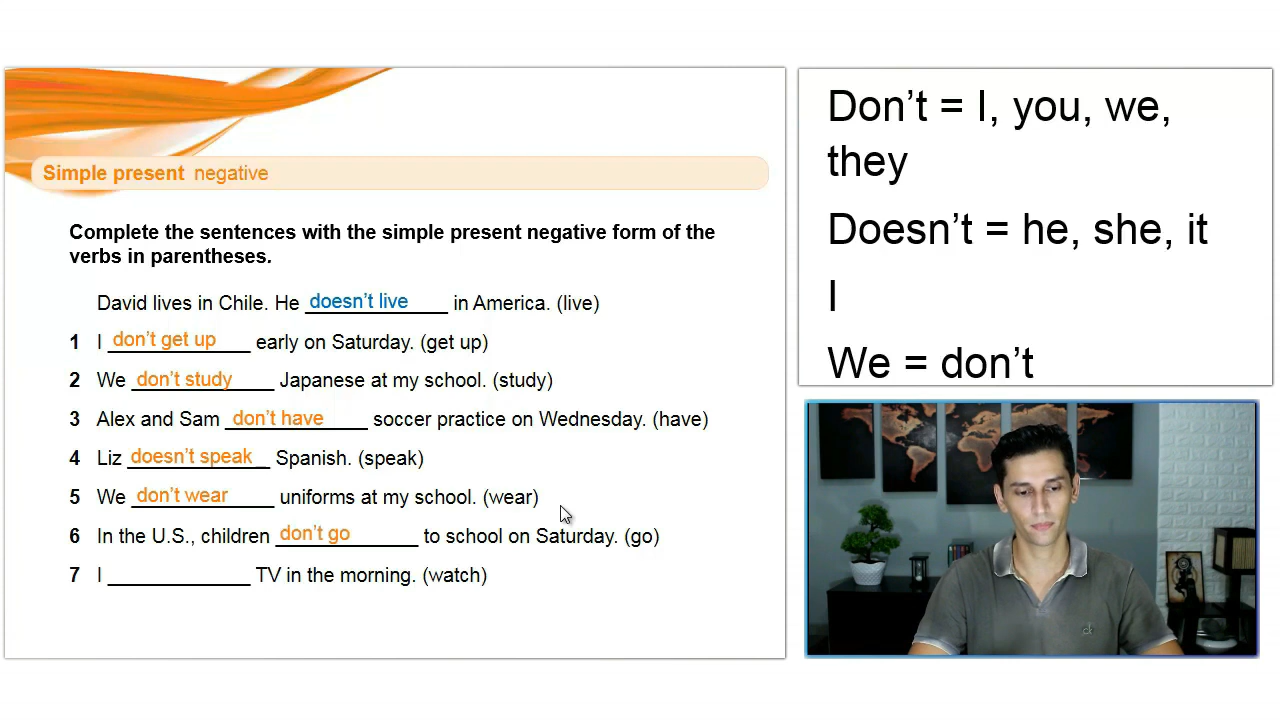 Simple present negative
Complete the sentences with the simple present negative form of the
verbs in parentheses.
David lives in Chile. He doesn’t live in America. (live)
1 I don’t get up early on Saturday. (get up)
2 We don’t study Japanese at my school. (study)
3 Alex and Sam don’t have soccer practice on Wednesday. (have)
4 Liz doesn’t speak Spanish. (speak)
5 We don’t wear uniforms at my school. (wear)
6 In the U.S., children don’t go to school on Saturday. (go)
7 I ____________ TV in the morning. (watch)
Don’t = I, you, we,
they
Doesn’t = he, she, it
I
We = don’t